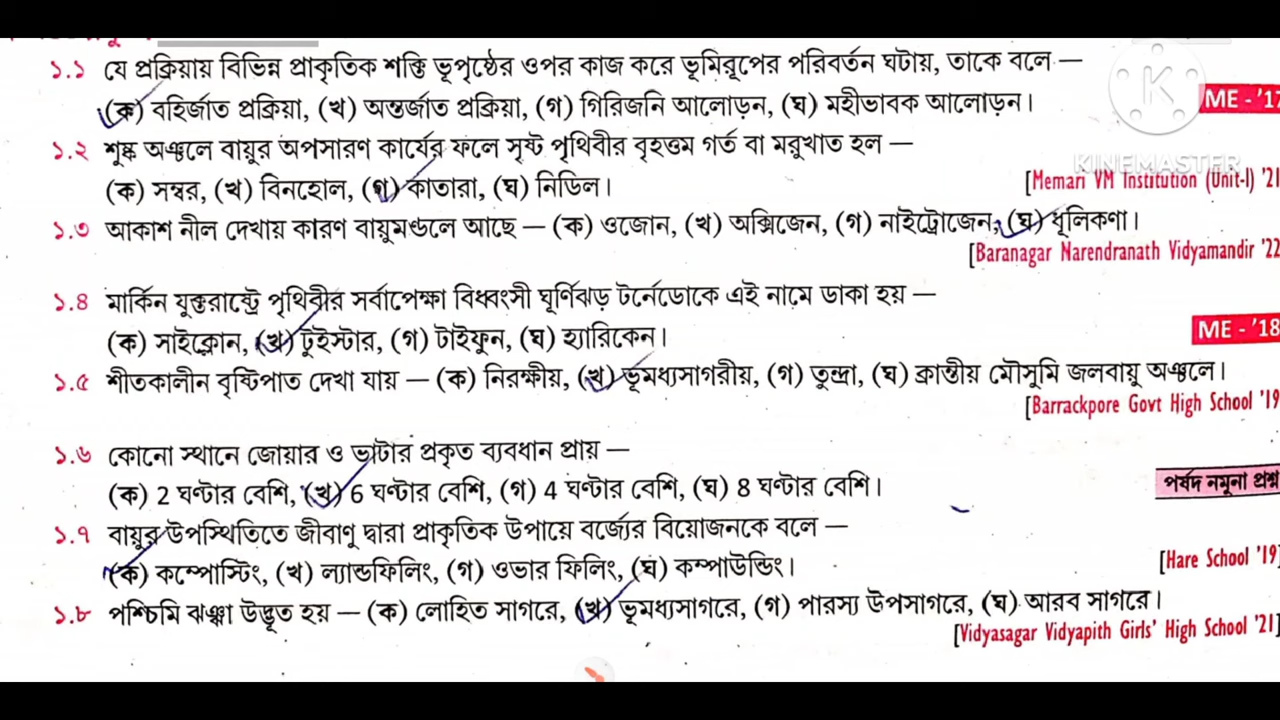 ১.১ যে প্রক্রিয়ায় বিভিন্ন প্রাকৃতিক শক্তি ভূপৃষ্ঠের ওপর কাজ করে ভূমিরূপের পরিবর্তন ঘটায়, তাকে বলে —
(ক) বহির্জাত প্রক্রিয়া, (খ) অন্তর্জাত প্রক্রিয়া, (গ) গিরিজনি আলোড়ন, (ঘ) মহীভাবক আলোড়ন।
ME - '17
১.২ শুষ্ক অঞ্চলে বায়ুর অপসারণ কার্যের ফলে সৃষ্ট পৃথিবীর বৃহত্তম গর্ত বা মরুখাত হল —
KINEMASTER
(ক) সম্বর, (খ) বিনহোল, (গ) কাতারা, (ঘ) নিডিল।
[Memari VM Institution (Unit-I) '21
১.৩ আকাশ নীল দেখায় কারণ বায়ুমণ্ডলে আছে — (ক) ওজোন, (খ) অক্সিজেন, (গ) নাইট্রোজেন, (ঘ) ধূলিকণা।
[Baranagar Narendranath Vidyamandir '22
১.৪ মার্কিন যুক্তরাষ্ট্রে পৃথিবীর সর্বাপেক্ষা বিধ্বংসী ঘূর্ণিঝড় টর্নেডোকে এই নামে ডাকা হয় —
(ক) সাইক্লোন, (খ) টুইস্টার, (গ) টাইফুন, (ঘ) হ্যারিকেন।
ME - '18
১.৫ শীতকালীন বৃষ্টিপাত দেখা যায় — (ক) নিরক্ষীয়, (খ) ভূমধ্যসাগরীয়, (গ) তুন্দ্রা, (ঘ) ক্রান্তীয় মৌসুমি জলবায়ু অঞ্চলে।
[Barrackpore Govt High School '19
১.৬ কোনো স্থানে জোয়ার ও ভাটার প্রকৃত ব্যবধান প্রায় —
(ক) 2 ঘণ্টার বেশি, (খ) 6 ঘণ্টার বেশি, (গ) 4 ঘণ্টার বেশি, (ঘ) 8 ঘণ্টার বেশি।
পর্ষদ নমুনা প্রশ্ন
১.৭ বায়ুর উপস্থিতিতে জীবাণু দ্বারা প্রাকৃতিক উপায়ে বর্জ্যের বিয়োজনকে বলে —
(ক) কম্পোস্টিং, (খ) ল্যান্ডফিলিং, (গ) ওভার ফিলিং, (ঘ) কম্পাউন্ডিং।
[Hare School '19]
১.৮ পশ্চিমি ঝঞ্ঝা উদ্ভূত হয় — (ক) লোহিত সাগরে, (খ) ভূমধ্যসাগরে, (গ) পারস্য উপসাগরে, (ঘ) আরব সাগরে।
[Vidyasagar Vidyapith Girls' High School '21]